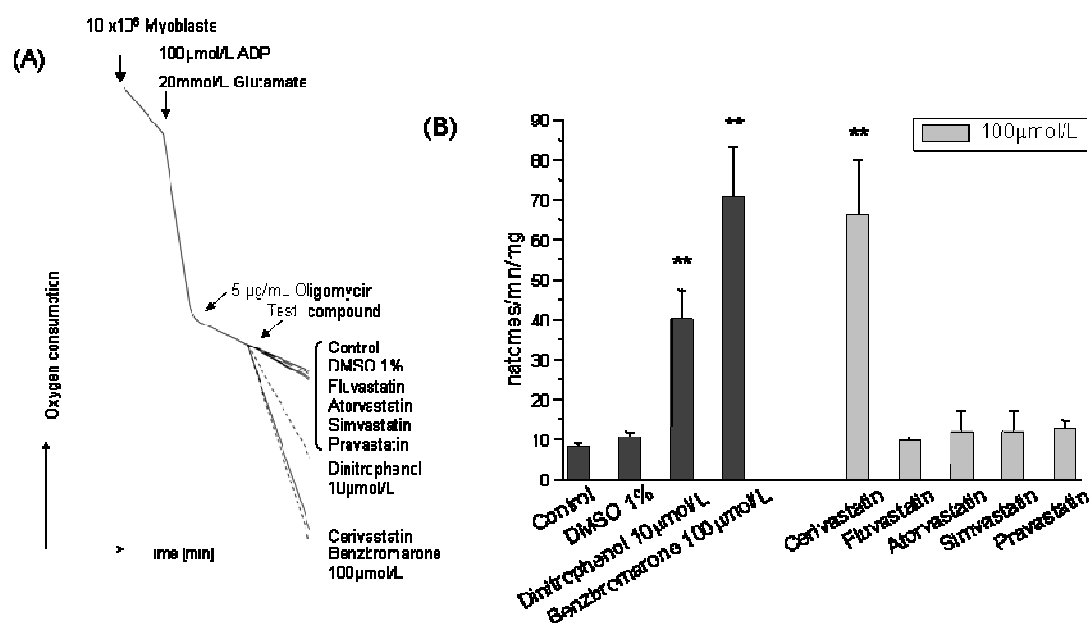 (A)
10 x10⁶ Myoblasts
100µmol/L ADP
20mmol/L Glutamate
5 µg/mL Oligomycin
Test compound
Control
DMSO 1%
Fluvastatin
Atorvastatin
Simvastatin
Pravastatin
Dinitrophenol
10µmol/L
Cerivastatin
Benzbromarone
100µmol/L
Oxygen consumption
Time [min]
(B)
100µmol/L
natomes/min/mg
90
80
70
60
50
40
30
20
10
0
**
**
**
Control
DMSO 1%
Dinitrophenol 10µmol/L
Benzbromarone 100µmol/L
Cerivastatin
Fluvastatin
Atorvastatin
Simvastatin
Pravastatin